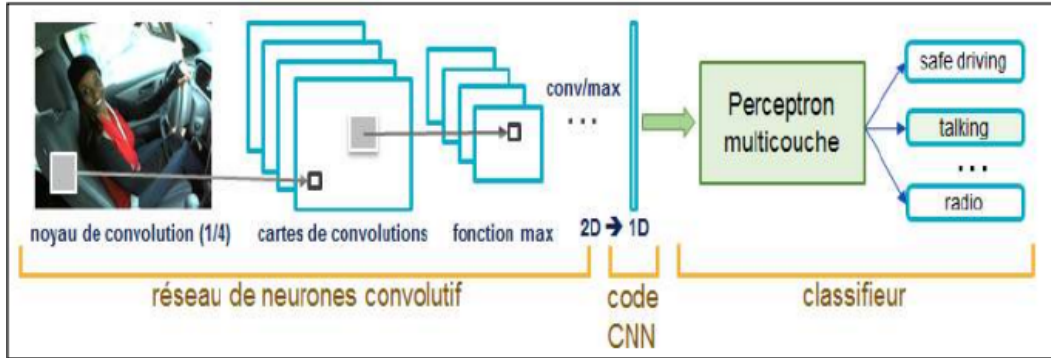 conv/max
...
Perceptron
multicouche
safe driving
talking
...
radio
noyau de convolution (1/4)
cartes de convolutions
fonction max
2D → 1D
réseau de neurones convolutif
code
CNN
classifieur